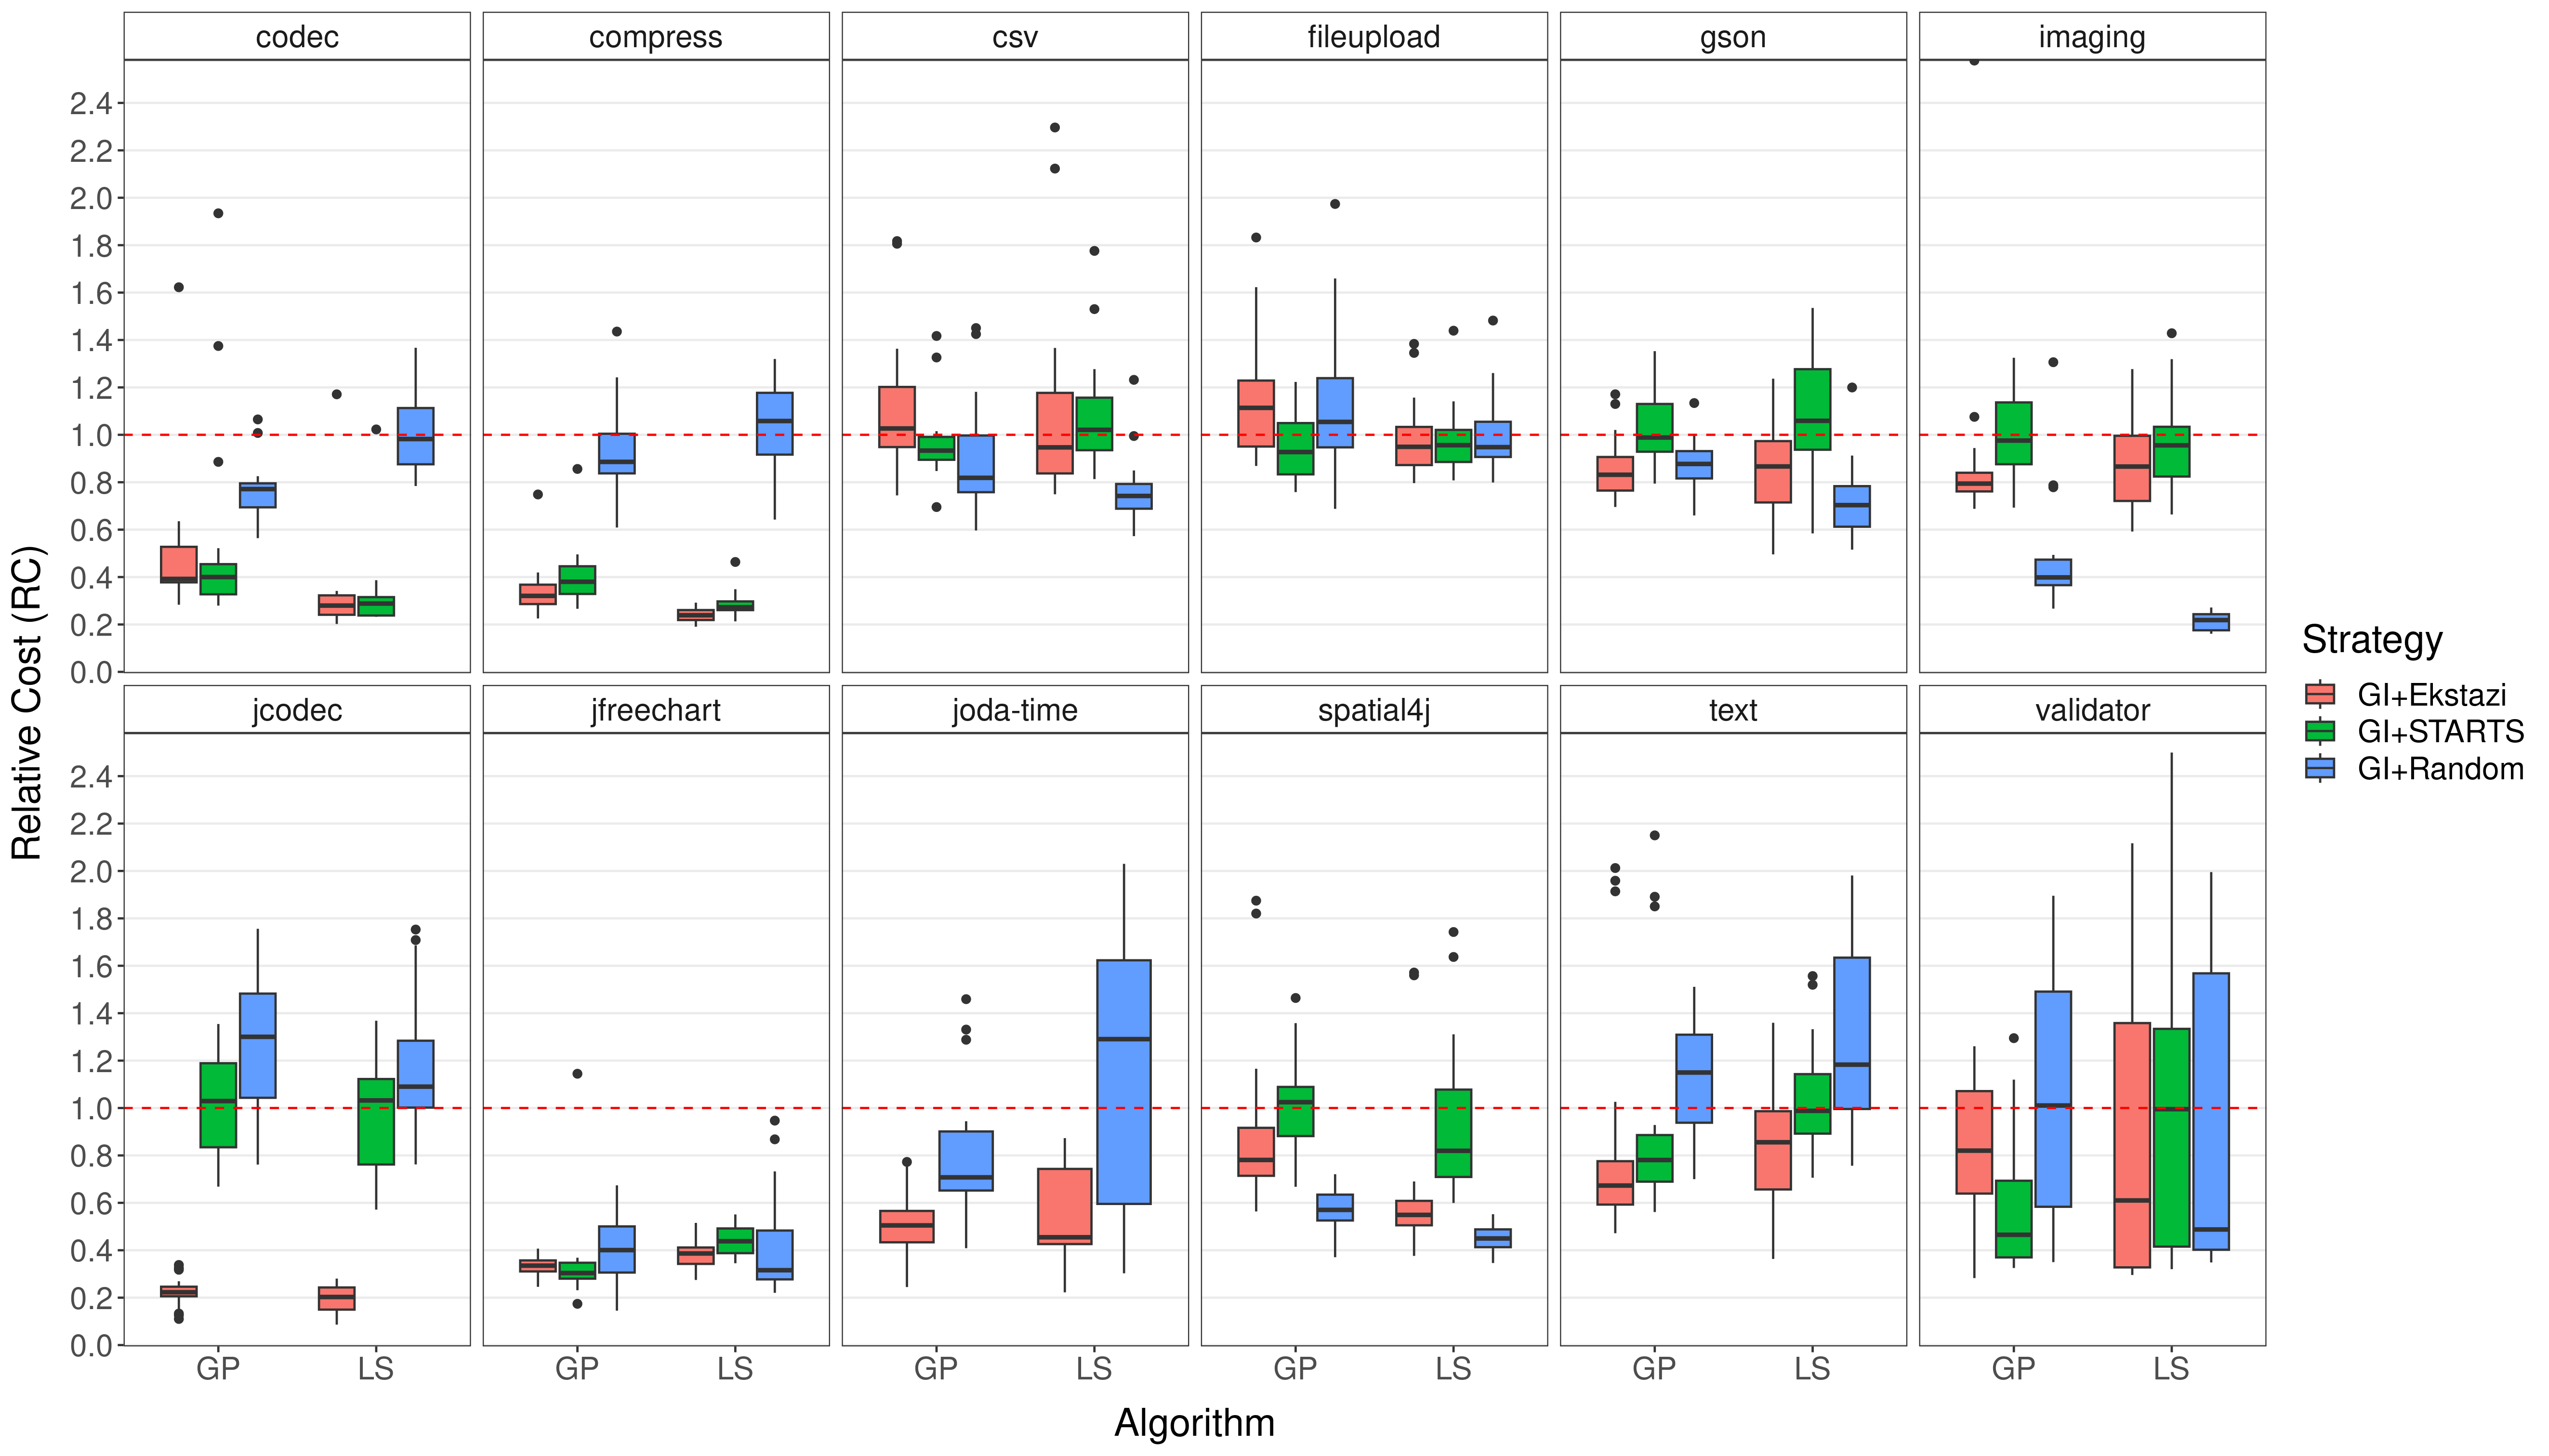 codec compress csv fileupload gson imaging
2.4
2.2
2.0
1.8
1.6
1.4
1.2
1.0
0.8
0.6
0.4
0.2
0.0
jcodec jfreechart joda-time spatial4j text validator
2.4
2.2
2.0
1.8
1.6
1.4
1.2
1.0
0.8
0.6
0.4
0.2
0.0
GP LS GP LS GP LS GP LS GP LS GP LS
Algorithm
Relative Cost (RC)
Strategy
GI+Ekstazi
GI+STARTS
GI+Random